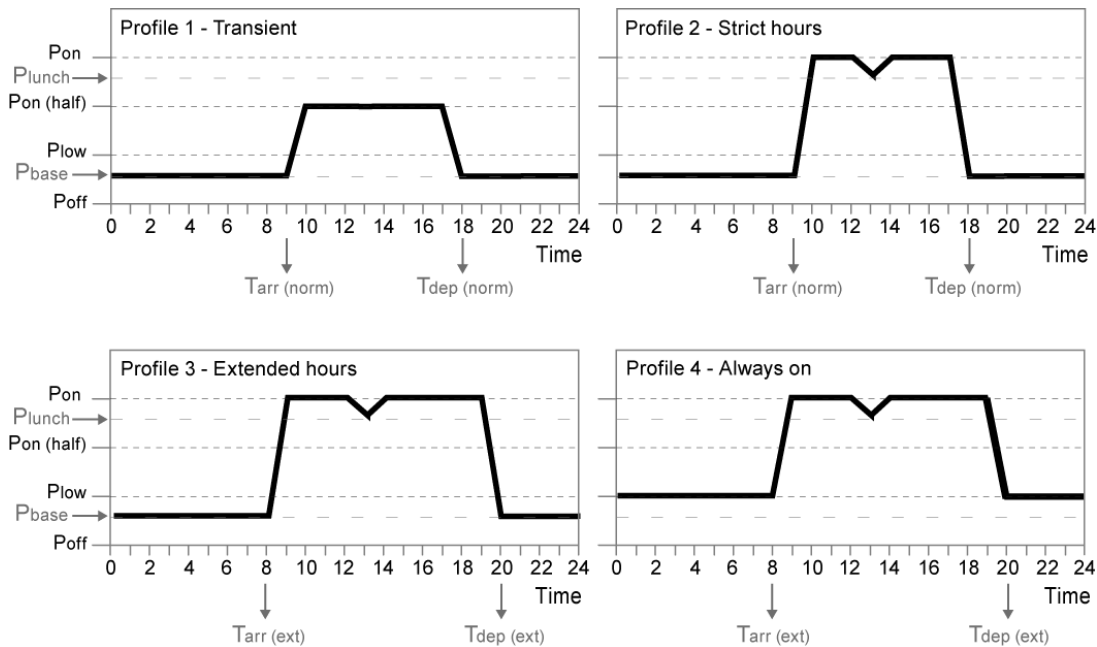 Profile 1 - Transient
Pon
Plunch
Pon (half)
Plow
Pbase
Poff
0 2 4 6 8 10 12 14 16 18 20 22 24
Time
Tarr (norm) Tdep (norm)
Profile 2 - Strict hours
0 2 4 6 8 10 12 14 16 18 20 22 24
Time
Tarr (norm) Tdep (norm)
Profile 3 - Extended hours
Pon
Plunch
Pon (half)
Plow
Pbase
Poff
0 2 4 6 8 10 12 14 16 18 20 22 24
Time
Tarr (ext) Tdep (ext)
Profile 4 - Always on
0 2 4 6 8 10 12 14 16 18 20 22 24
Time
Tarr (ext) Tdep (ext)